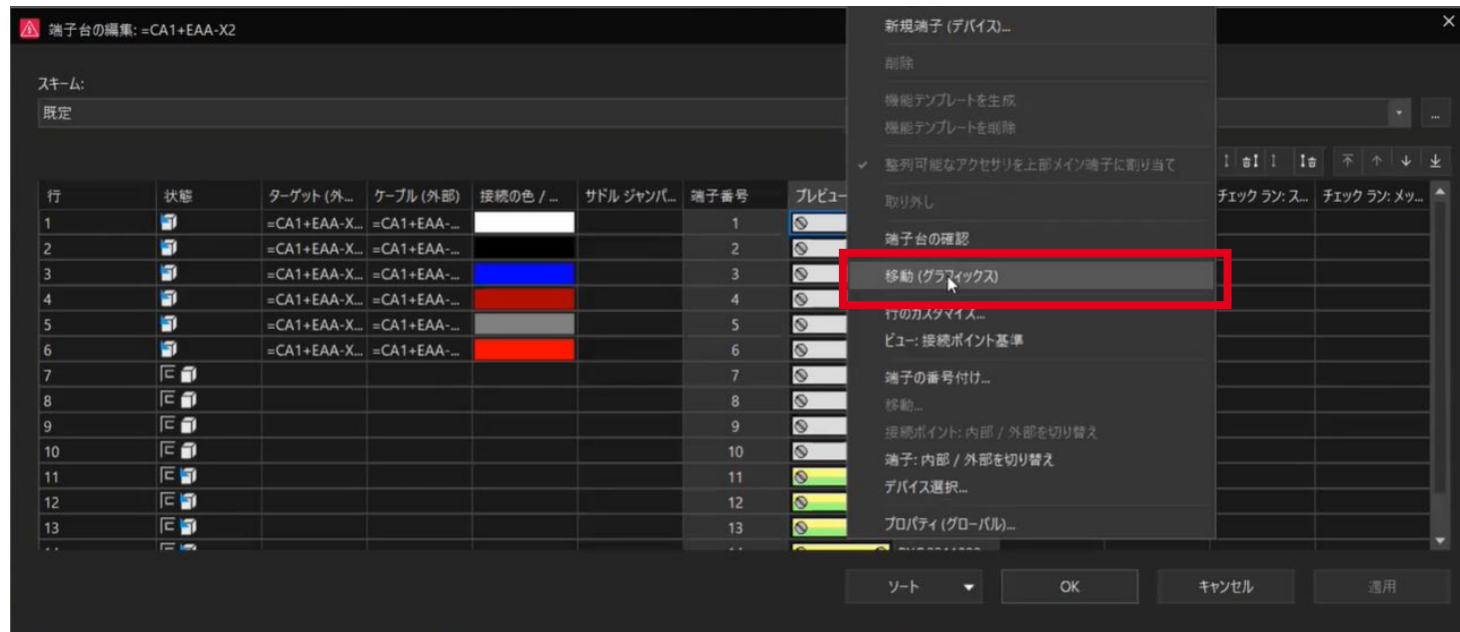 端子台の編集: =CA1+EAA-X2
スキーム:
既定
...
行 状態 ターゲット (外... ケーブル (外部) 接続の色 / ... サドル ジャンパ... 端子番号 プレビュー チェック ラン: ス... チェック ラン: メッ...
1 =CA1+EAA-X... =CA1+EAA-... 1
2 =CA1+EAA-X... =CA1+EAA-... 2
3 =CA1+EAA-X... =CA1+EAA-... 3
4 =CA1+EAA-X... =CA1+EAA-... 4
5 =CA1+EAA-X... =CA1+EAA-... 5
6 =CA1+EAA-X... =CA1+EAA-... 6
7 7
8 8
9 9
10 10
11 11
12 12
13 13
新規端子 (デバイス)...
削除
機能テンプレートを生成
機能テンプレートを削除
整列可能なアクセサリを上部メイン端子に割り当て
取り外し
端子台の確認
移動 (グラフィックス)
行のカスタマイズ...
ビュー: 接続ポイント基準
端子の番号付け...
移動...
接続ポイント: 内部 / 外部を切り替え
端子: 内部 / 外部を切り替え
デバイス選択...
プロパティ (グローバル)...
ソート OK キャンセル 適用